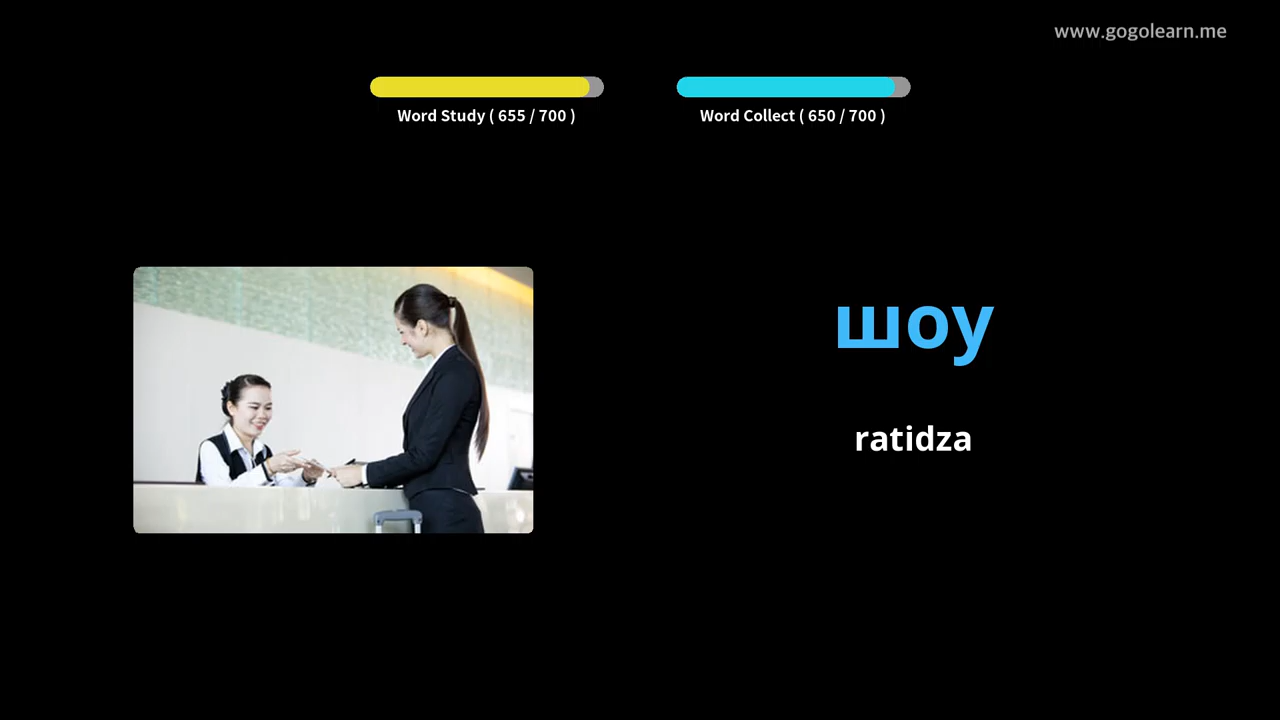 www.gogolearn.me
Word Study ( 655 / 700 )
Word Collect ( 650 / 700 )
шоу
ratidza